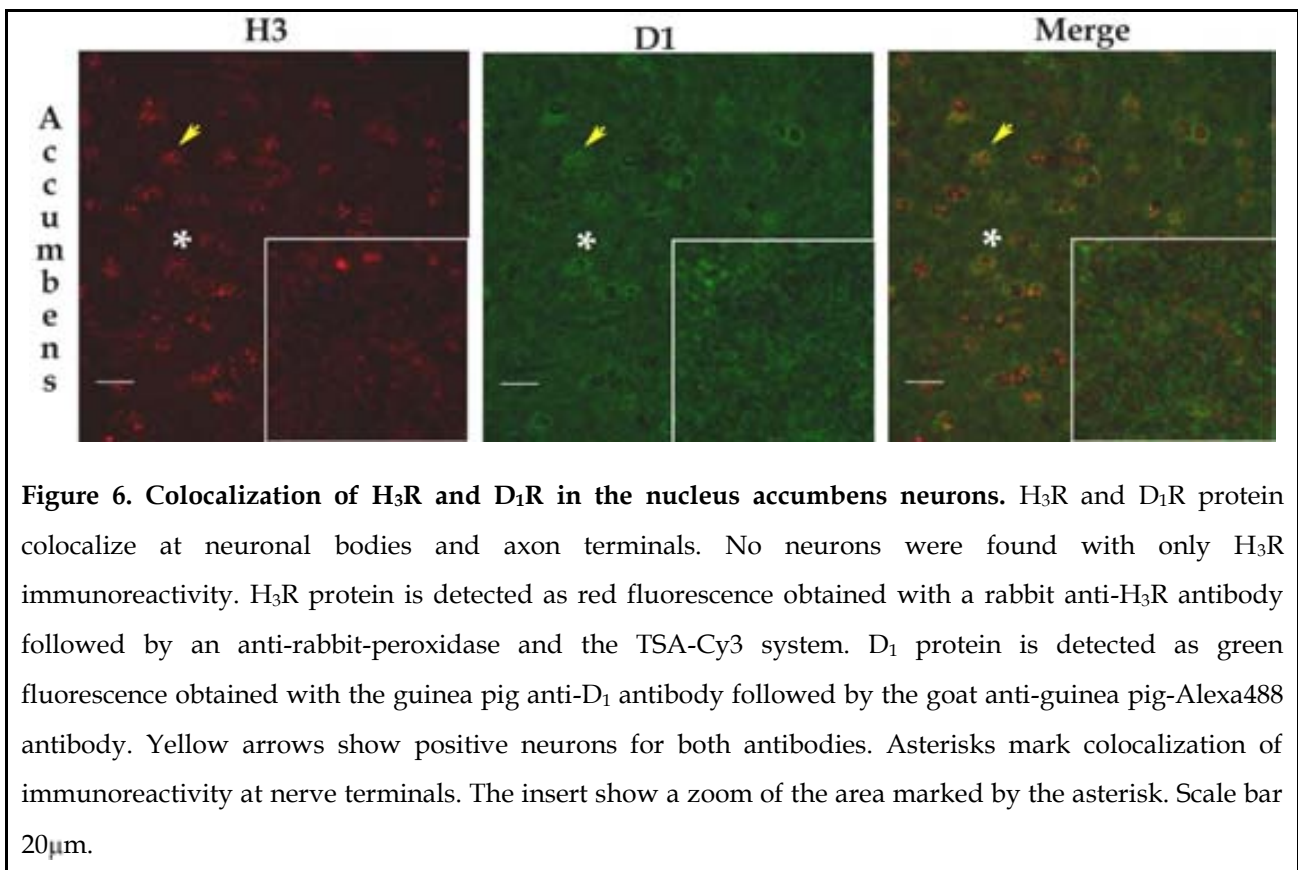 H3 D1 Merge
Accumbens
*
*
*
Figure 6. Colocalization of H₃R and D₁R in the nucleus accumbens neurons. H₃R and D₁R protein
colocalize at neuronal bodies and axon terminals. No neurons were found with only H₃R
immunoreactivity. H₃R protein is detected as red fluorescence obtained with a rabbit anti-H₃R antibody
followed by an anti-rabbit-peroxidase and the TSA-Cy3 system. D₁ protein is detected as green
fluorescence obtained with the guinea pig anti-D₁ antibody followed by the goat anti-guinea pig-Alexa488
antibody. Yellow arrows show positive neurons for both antibodies. Asterisks mark colocalization of
immunoreactivity at nerve terminals. The insert show a zoom of the area marked by the asterisk. Scale bar
20μm.